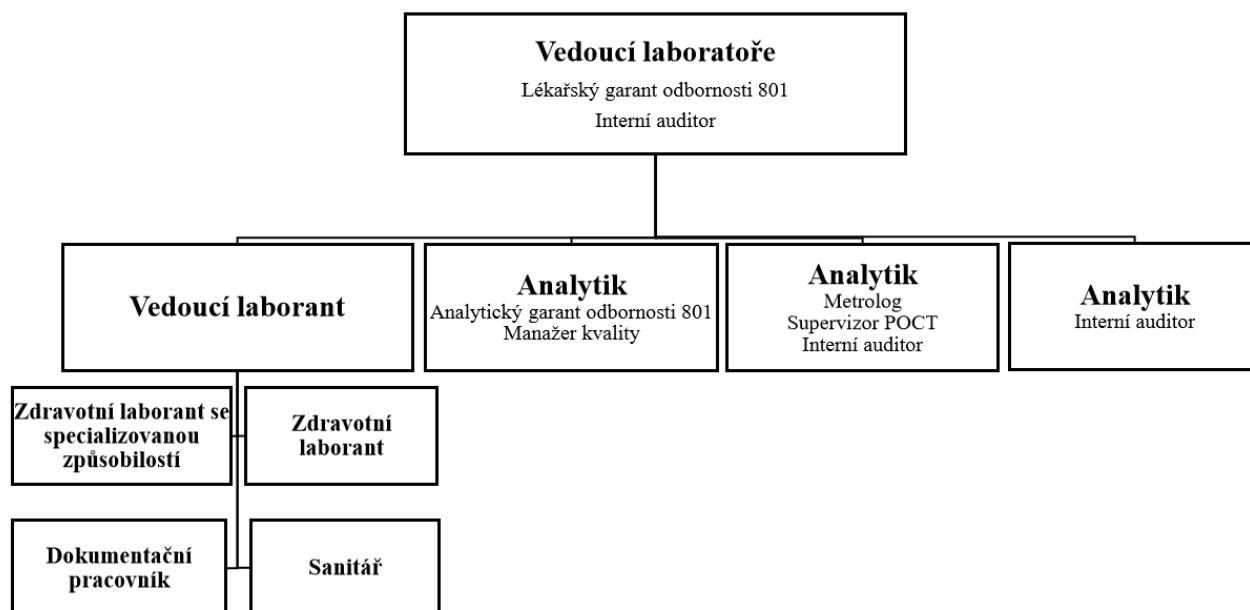 Vedoucí laboratoře
Lékařský garant odbornosti 801
Interní auditor
Vedoucí laborant
Analytik
Analytický garant odbornosti 801
Manažer kvality
Analytik
Metrolog
Supervizor POCT
Interní auditor
Analytik
Interní auditor
Zdravotní laborant se
specializovanou
způsobilostí
Zdravotní
laborant
Dokumentační
pracovník
Sanitář